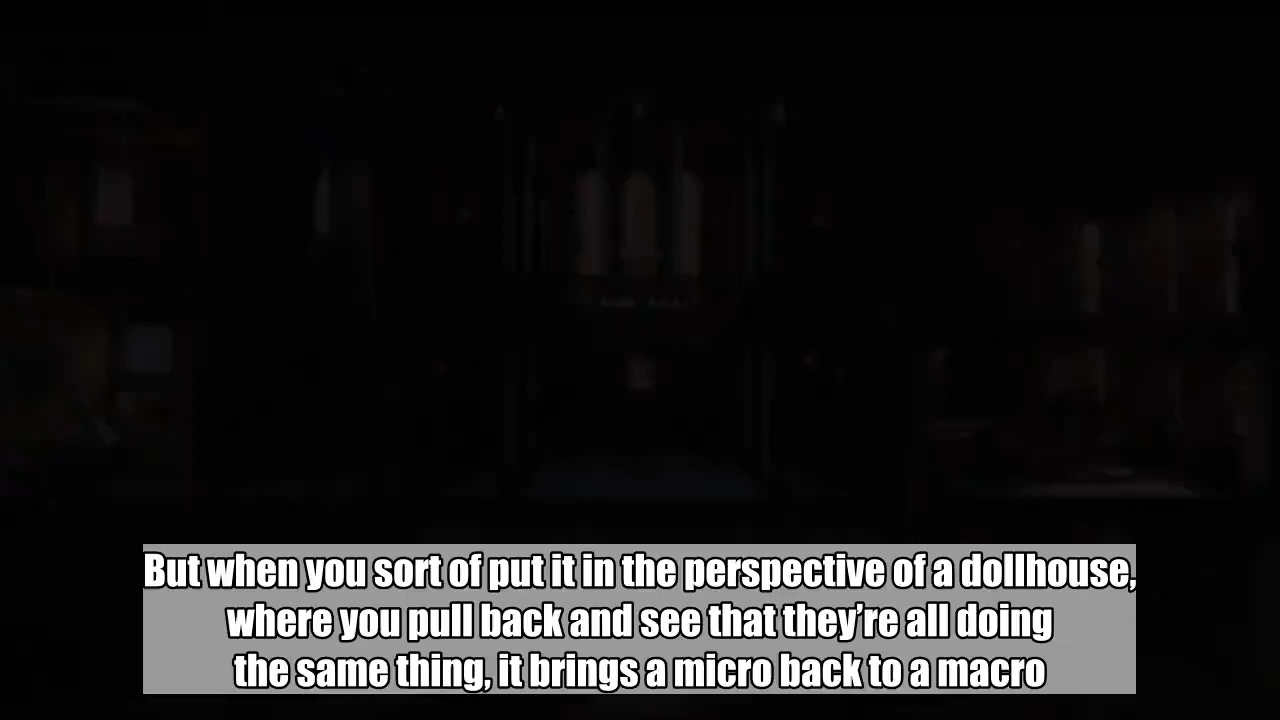 But when you sort of put it in the perspective of a dollhouse,
where you pull back and see that they’re all doing
the same thing, it brings a micro back to a macro